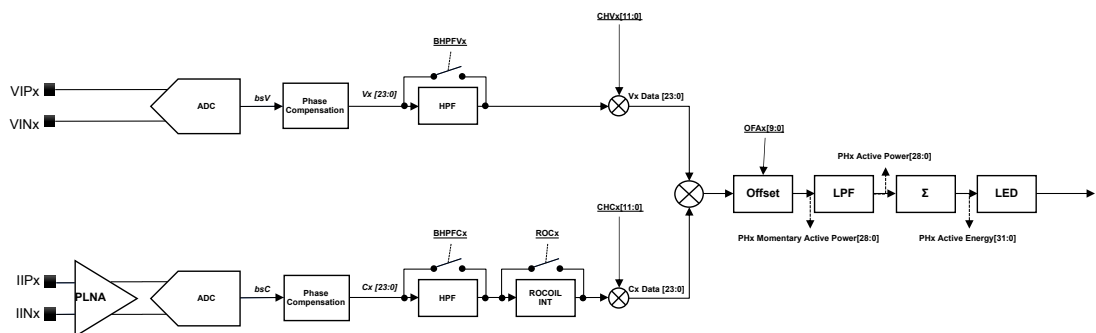 CHVx[11:0]
BHPFVx
VIPx
VINx
ADC
bsV
Phase
Compensation
Vx [23:0]
HPF
Vx Data [23:0]
OFAx[9:0]
PHx Active Power[28:0]
Offset
LPF
Σ
LED
PHx Momentary Active Power[28:0]
PHx Active Energy[31:0]
CHCx[11:0]
BHPFCx
ROCx
IIPx
IINx
PLNA
ADC
bsC
Phase
Compensation
Cx [23:0]
HPF
ROCOIL
INT
Cx Data [23:0]